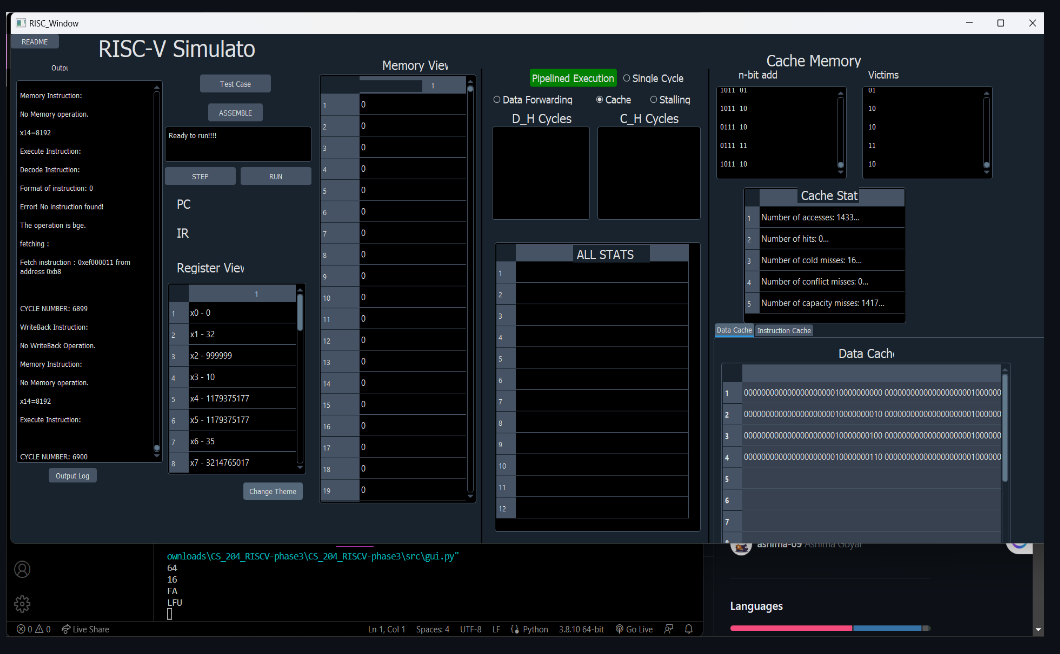 RISC_Window
README
RISC-V Simulato
Outpu
Memory Instruction:
No Memory operation.
x14=8192
Execute Instruction:
Decode Instruction:
Format of instruction: 0
Error! No instruction found!
The operation is bge.
fetching :
Fetch instruction : 0xef000011 from
address 0xb8
CYCLE NUMBER: 6899
WriteBack Instruction:
No WriteBack Operation.
Memory Instruction:
No Memory operation.
x14=8192
Execute Instruction:
CYCLE NUMBER: 6900
Output Log
Test Case
ASSEMBLE
Ready to run!!!!
STEP
RUN
PC
IR
Register View
1
1 x0 - 0
2 x1 - 32
3 x2 - 999999
4 x3 - 10
5 x4 - 1179375177
6 x5 - 1179375177
7 x6 - 35
8 x7 - 3214765017
Change Theme
Memory View
1
1 0
2 0
3 0
4 0
5 0
6 0
7 0
8 0
9 0
10 0
11 0
12 0
13 0
14 0
15 0
16 0
17 0
18 0
19 0
Pipelined Execution
Single Cycle
Data Forwarding
Cache
Stalling
D_H Cycles
C_H Cycles
ALL STATS
1
2
3
4
5
6
7
8
9
10
11
12
Cache Memory
n-bit add
Victims
1011 01
1011 10
0111 10
0111 11
1011 10
01
10
10
11
10
Cache Stat
1 Number of accesses: 1433...
2 Number of hits: 0...
3 Number of cold misses: 16...
4 Number of conflict misses: 0...
5 Number of capacity misses: 1417...
Data Cache
Instruction Cache
Data Cach
1
2
3
4
5
6
7
ownloads\CS_204_RISCV-phase3\CS_204_RISCV-phase3\src\gui.py"
64
16
FA
LFU
ashima-09 Ashima Goyal
Languages
0 0 Live Share
Ln 1, Col 1 Spaces: 4 UTF-8 LF Python 3.8.10 64-bit Go Live